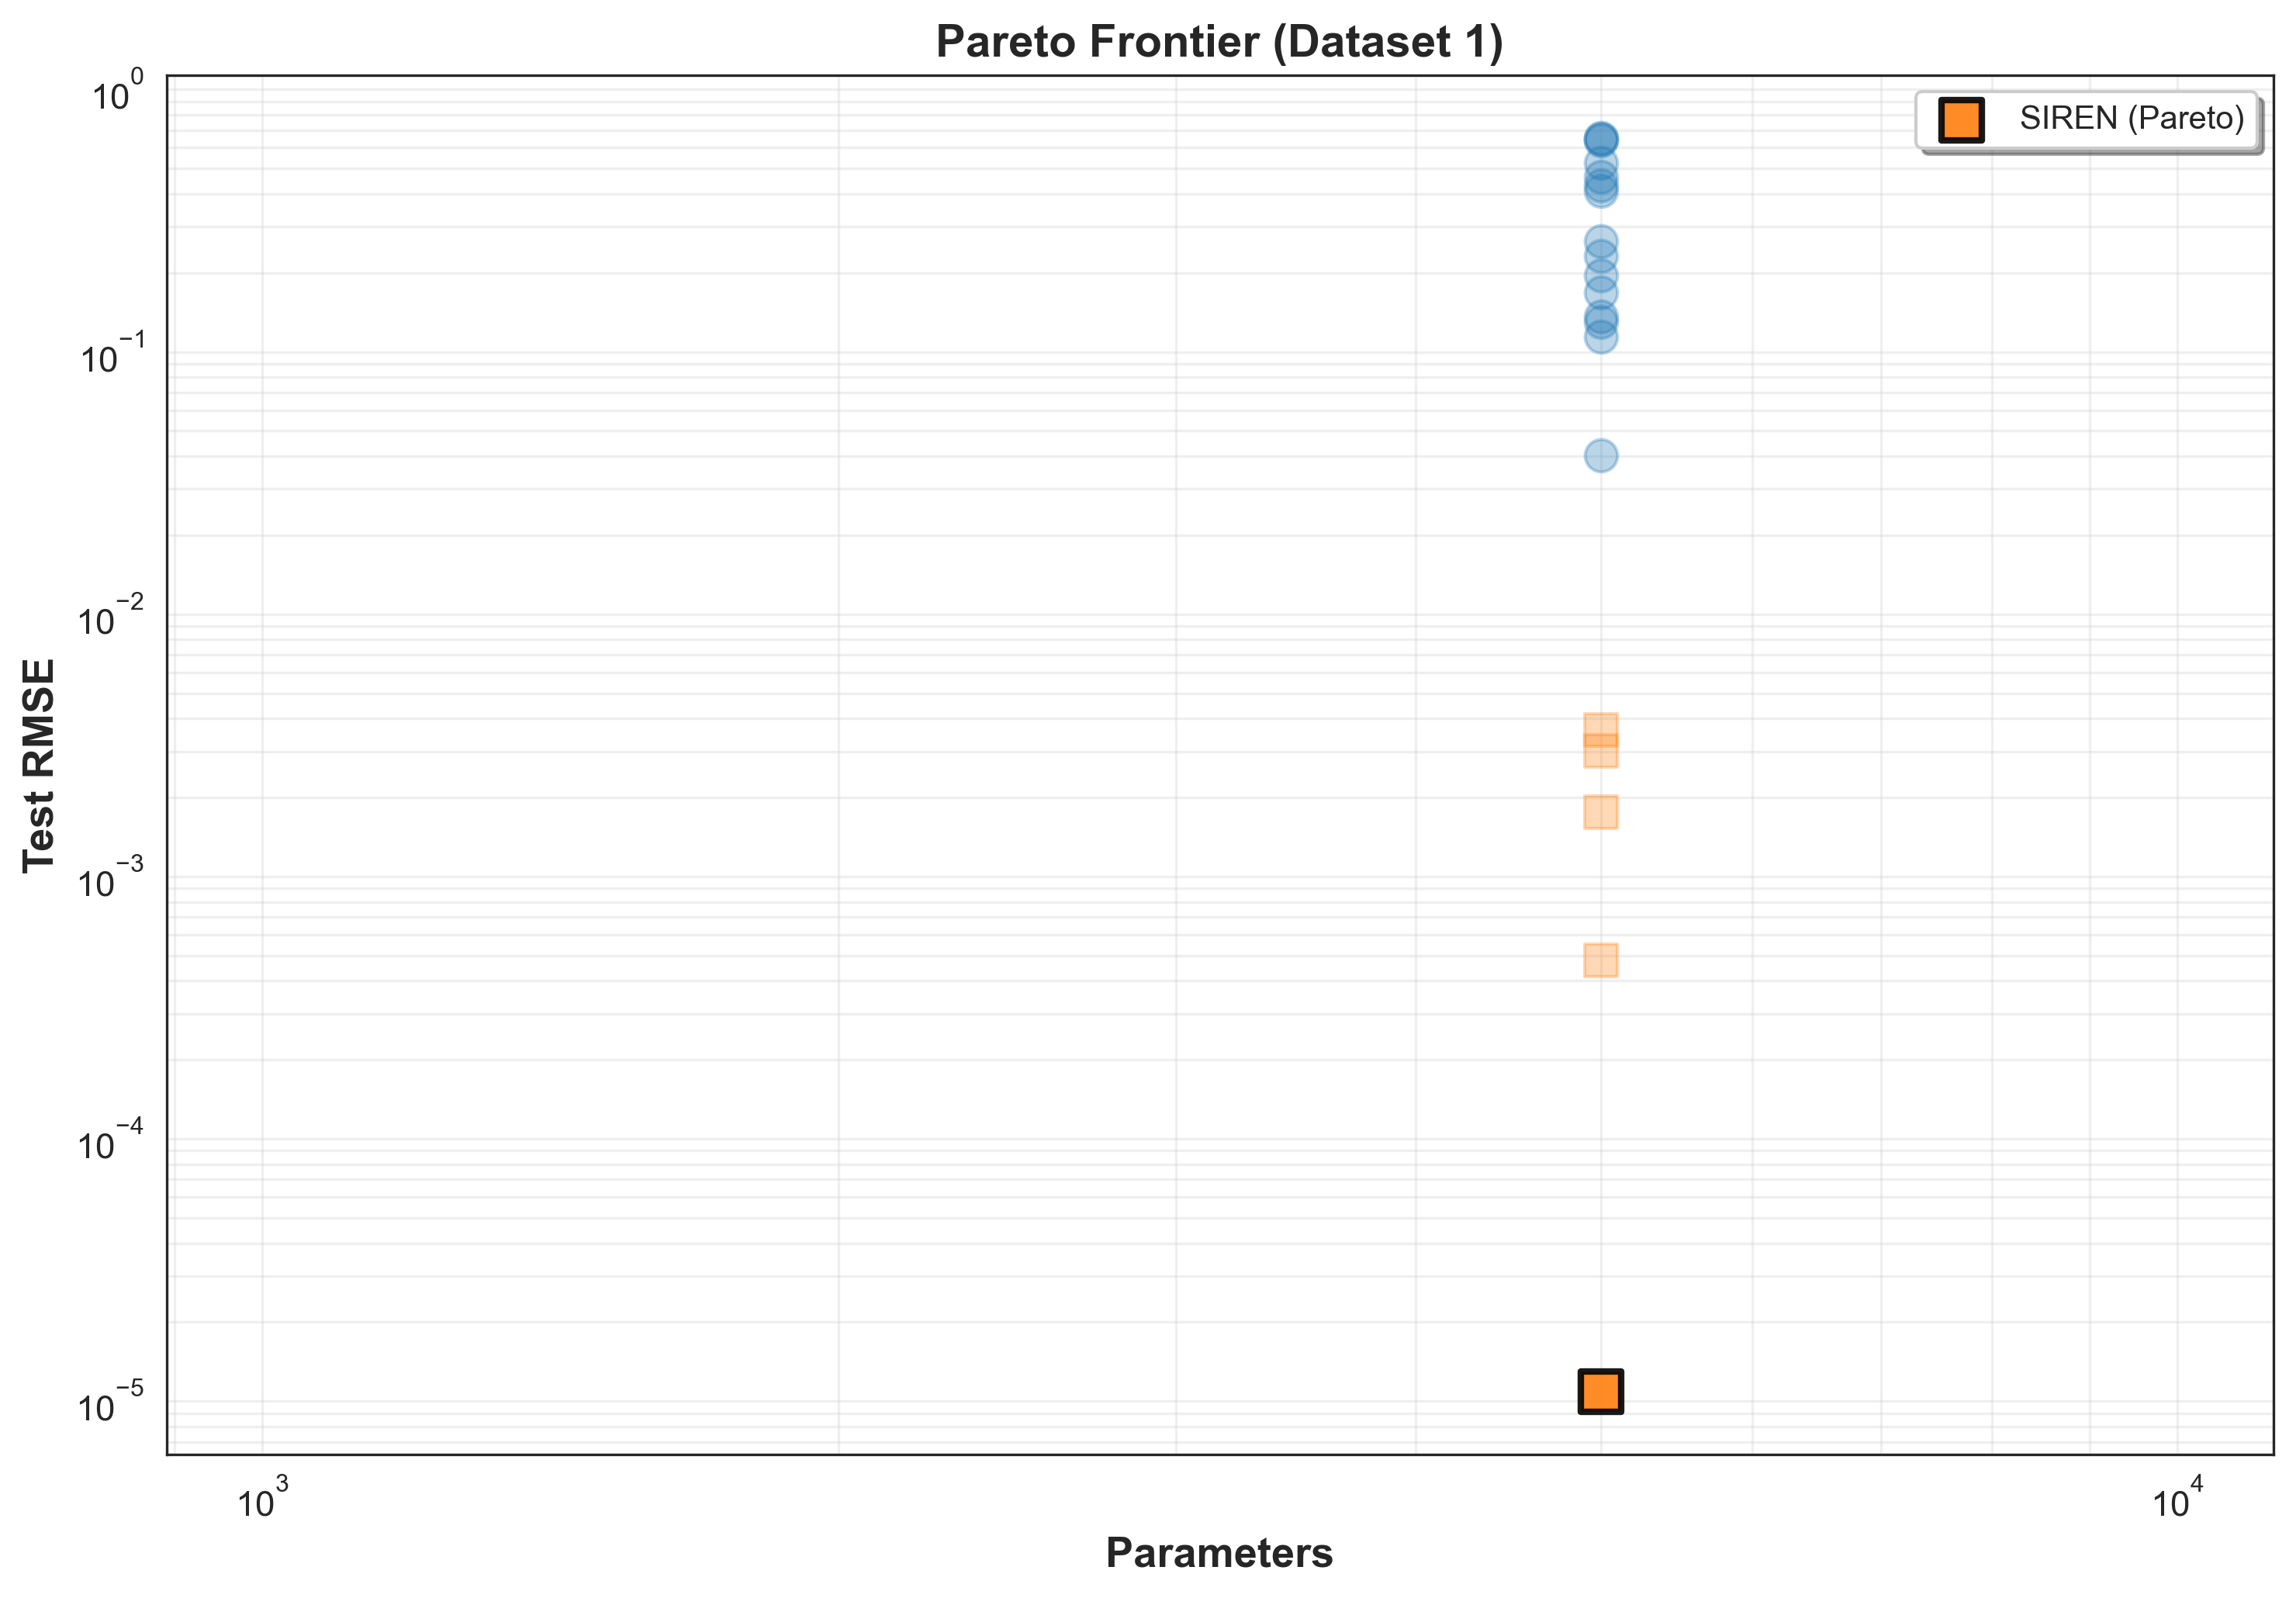 Pareto Frontier (Dataset 1)
SIREN (Pareto)
10^0
10^−1
10^−2
10^−3
10^−4
10^−5
Test RMSE
10^3
10^4
Parameters